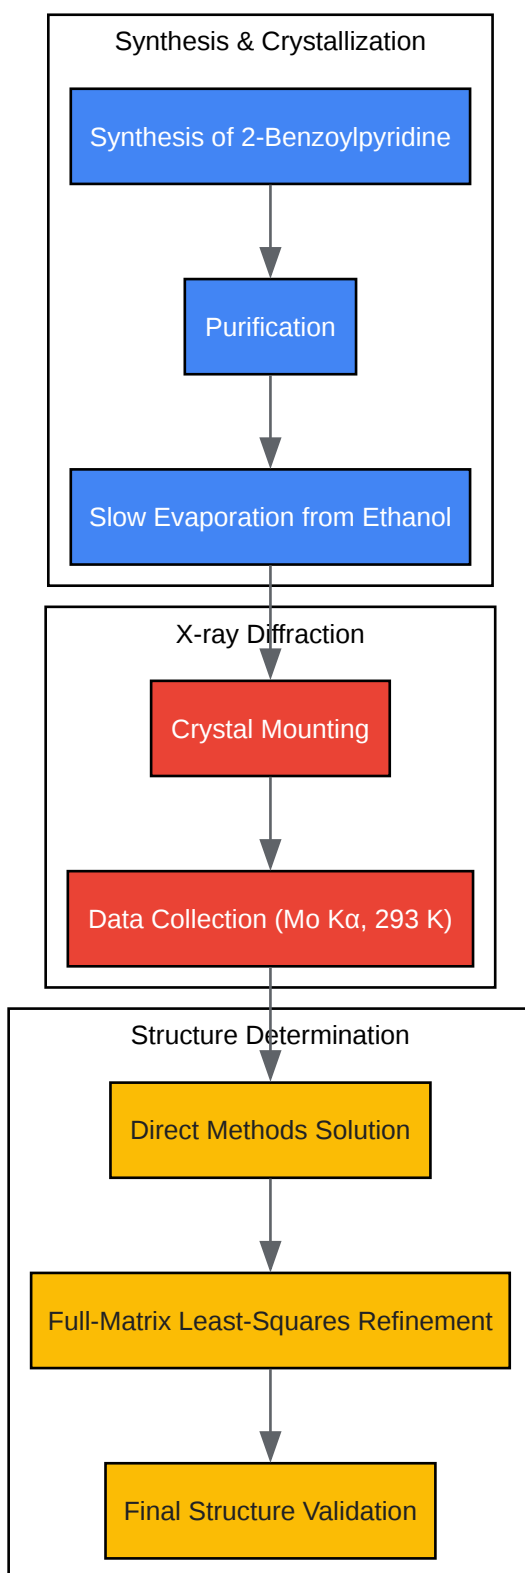 Synthesis & Crystallization
Synthesis of 2-Benzoylpyridine
Purification
Slow Evaporation from Ethanol
X-ray Diffraction
Crystal Mounting
Data Collection (Mo Kα, 293 K)
Structure Determination
Direct Methods Solution
Full-Matrix Least-Squares Refinement
Final Structure Validation